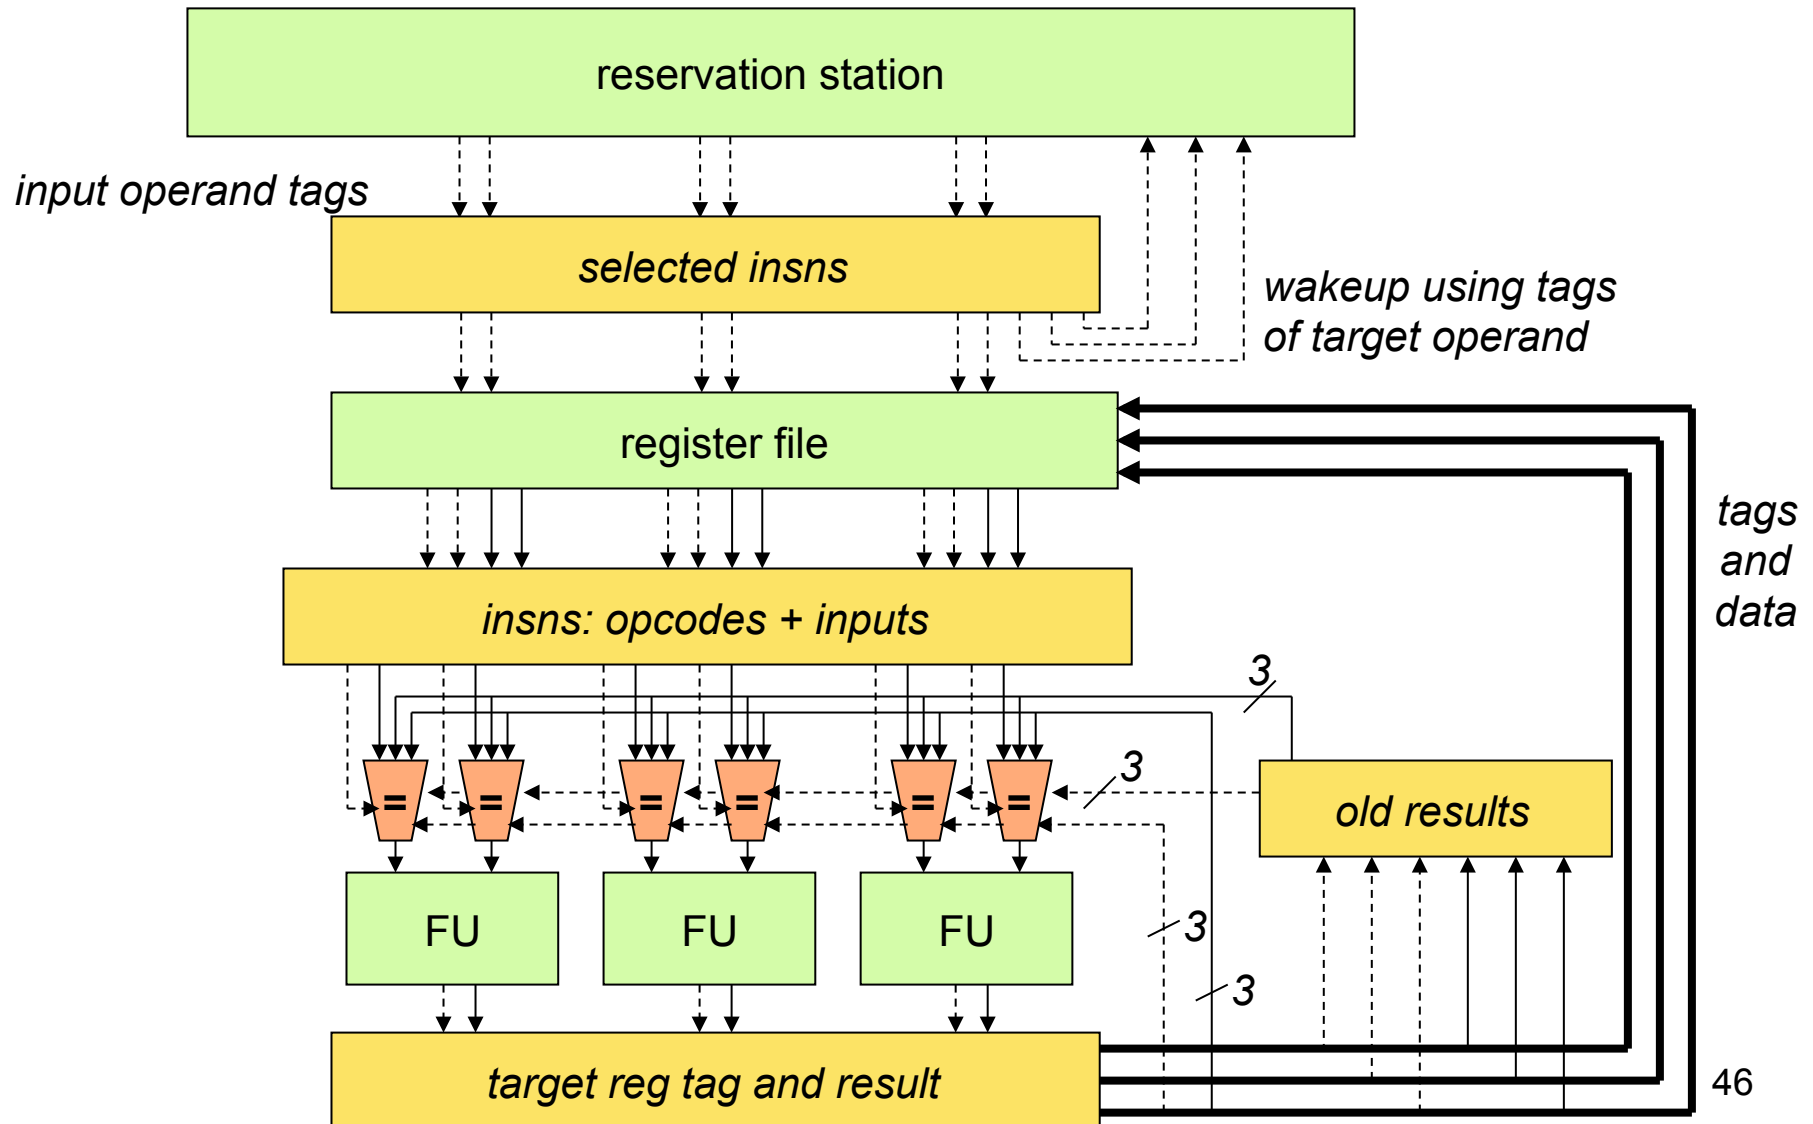 reservation station
input operand tags
selected insns
wakeup using tags
of target operand
register file
tags
and
data
insns: opcodes + inputs
3
3
= = = = = =
old results
FU FU FU
3
3
target reg tag and result
46